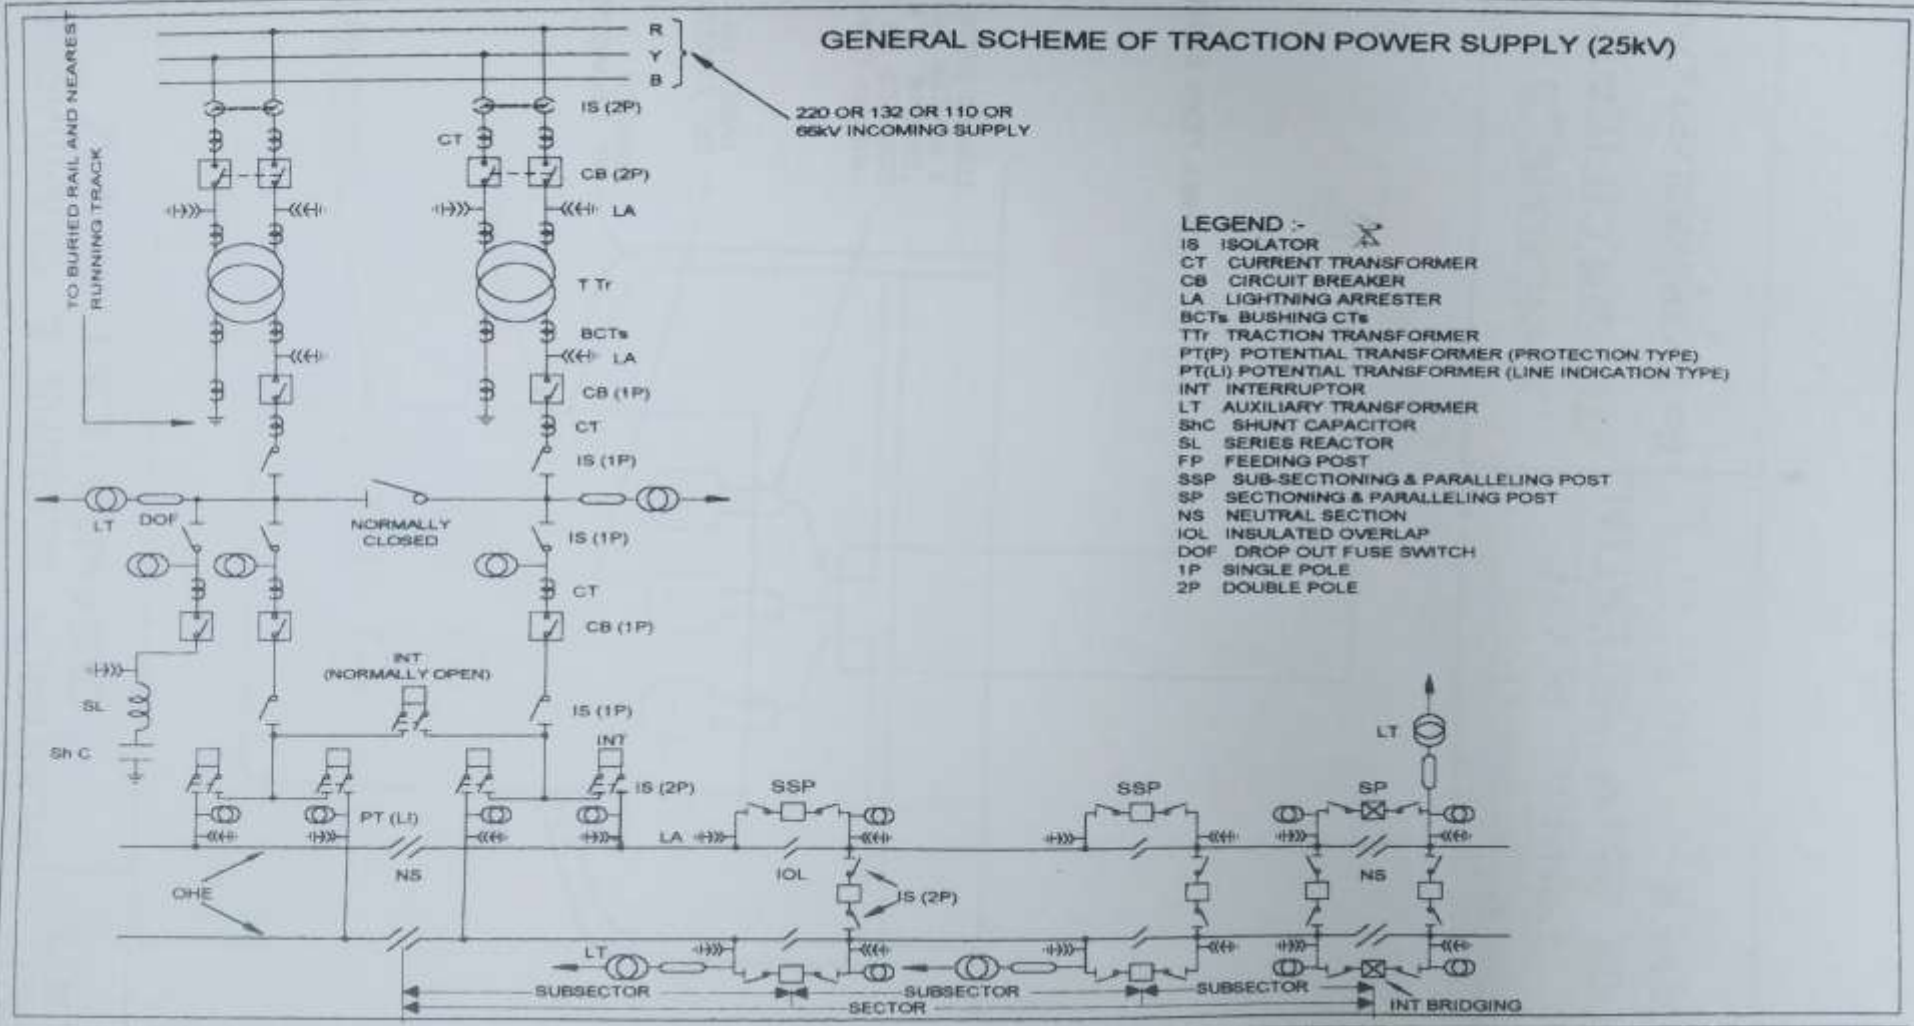 GENERAL SCHEME OF TRACTION POWER SUPPLY (25kV)
R
Y
B
220 OR 132 OR 110 OR
66kV INCOMING SUPPLY
TO BURIED RAIL AND NEAREST
RUNNING TRACK
IS (2P)
CT
CB (2P)
LA
T Tr
BCTs
LA
CB (1P)
CT
IS (1P)
LT
DOF
NORMALLY
CLOSED
IS (1P)
CT
CB (1P)
INT
(NORMALLY OPEN)
SL
IS (1P)
Sh C
INT
IS (2P)
PT (LI)
LA
SSP
SSP
SP
LT
OHE
NS
IOL
IS (2P)
NS
LT
SUBSECTOR
SUBSECTOR
SUBSECTOR
SECTOR
INT BRIDGING
LEGEND :-
IS ISOLATOR
CT CURRENT TRANSFORMER
CB CIRCUIT BREAKER
LA LIGHTNING ARRESTER
BCTs BUSHING CTs
TTr TRACTION TRANSFORMER
PT(P) POTENTIAL TRANSFORMER (PROTECTION TYPE)
PT(LI) POTENTIAL TRANSFORMER (LINE INDICATION TYPE)
INT INTERRUPTOR
LT AUXILIARY TRANSFORMER
ShC SHUNT CAPACITOR
SL SERIES REACTOR
FP FEEDING POST
SSP SUB-SECTIONING & PARALLELING POST
SP SECTIONING & PARALLELING POST
NS NEUTRAL SECTION
IOL INSULATED OVERLAP
DOF DROP OUT FUSE SWITCH
1P SINGLE POLE
2P DOUBLE POLE